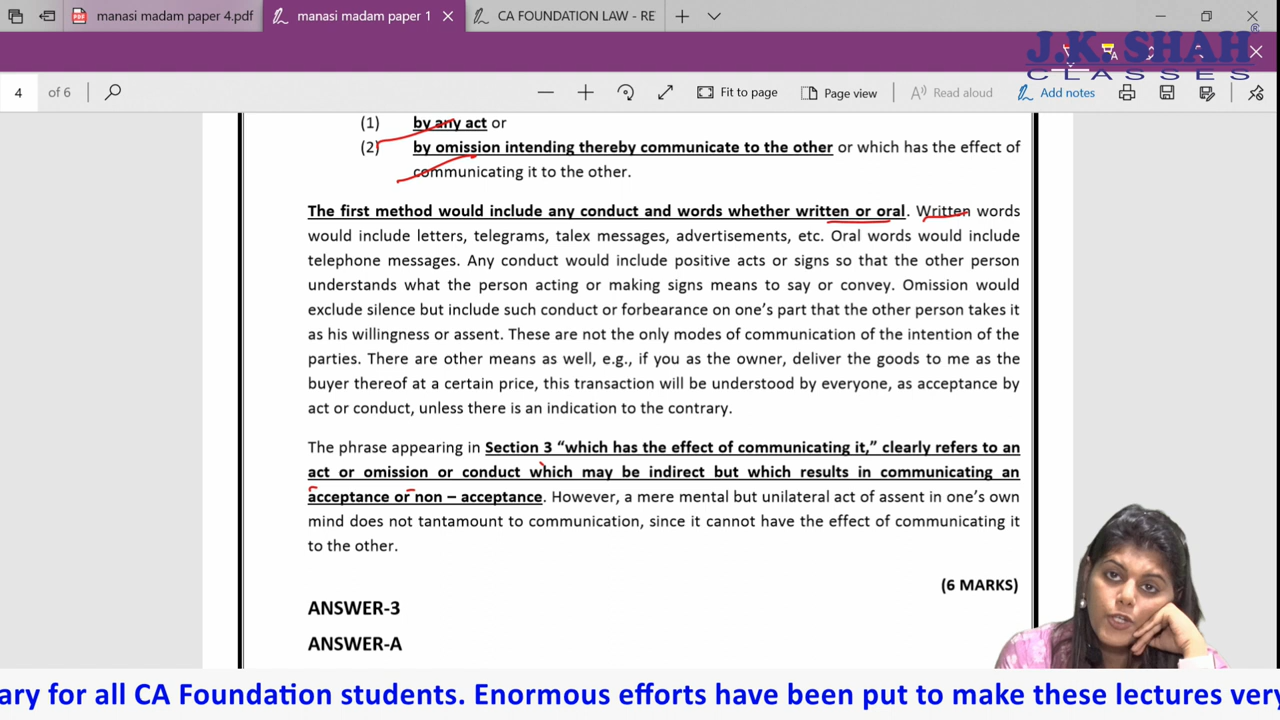 manasi madam paper 4.pdf
manasi madam paper 1
CA FOUNDATION LAW - RE
J.K. SHAH®
CLASSES
4 of 6
Fit to page
Page view
Read aloud
Add notes
(1) by any act or
(2) by omission intending thereby communicate to the other or which has the effect of
communicating it to the other.
The first method would include any conduct and words whether written or oral. Written words
would include letters, telegrams, talex messages, advertisements, etc. Oral words would include
telephone messages. Any conduct would include positive acts or signs so that the other person
understands what the person acting or making signs means to say or convey. Omission would
exclude silence but include such conduct or forbearance on one's part that the other person takes it
as his willingness or assent. These are not the only modes of communication of the intention of the
parties. There are other means as well, e.g., if you as the owner, deliver the goods to me as the
buyer thereof at a certain price, this transaction will be understood by everyone, as acceptance by
act or conduct, unless there is an indication to the contrary.
The phrase appearing in Section 3 “which has the effect of communicating it,” clearly refers to an
act or omission or conduct which may be indirect but which results in communicating an
acceptance or non – acceptance. However, a mere mental but unilateral act of assent in one's own
mind does not tantamount to communication, since it cannot have the effect of communicating it
to the other.
(6 MARKS)
ANSWER-3
ANSWER-A
ary for all CA Foundation students. Enormous efforts have been put to make these lectures very